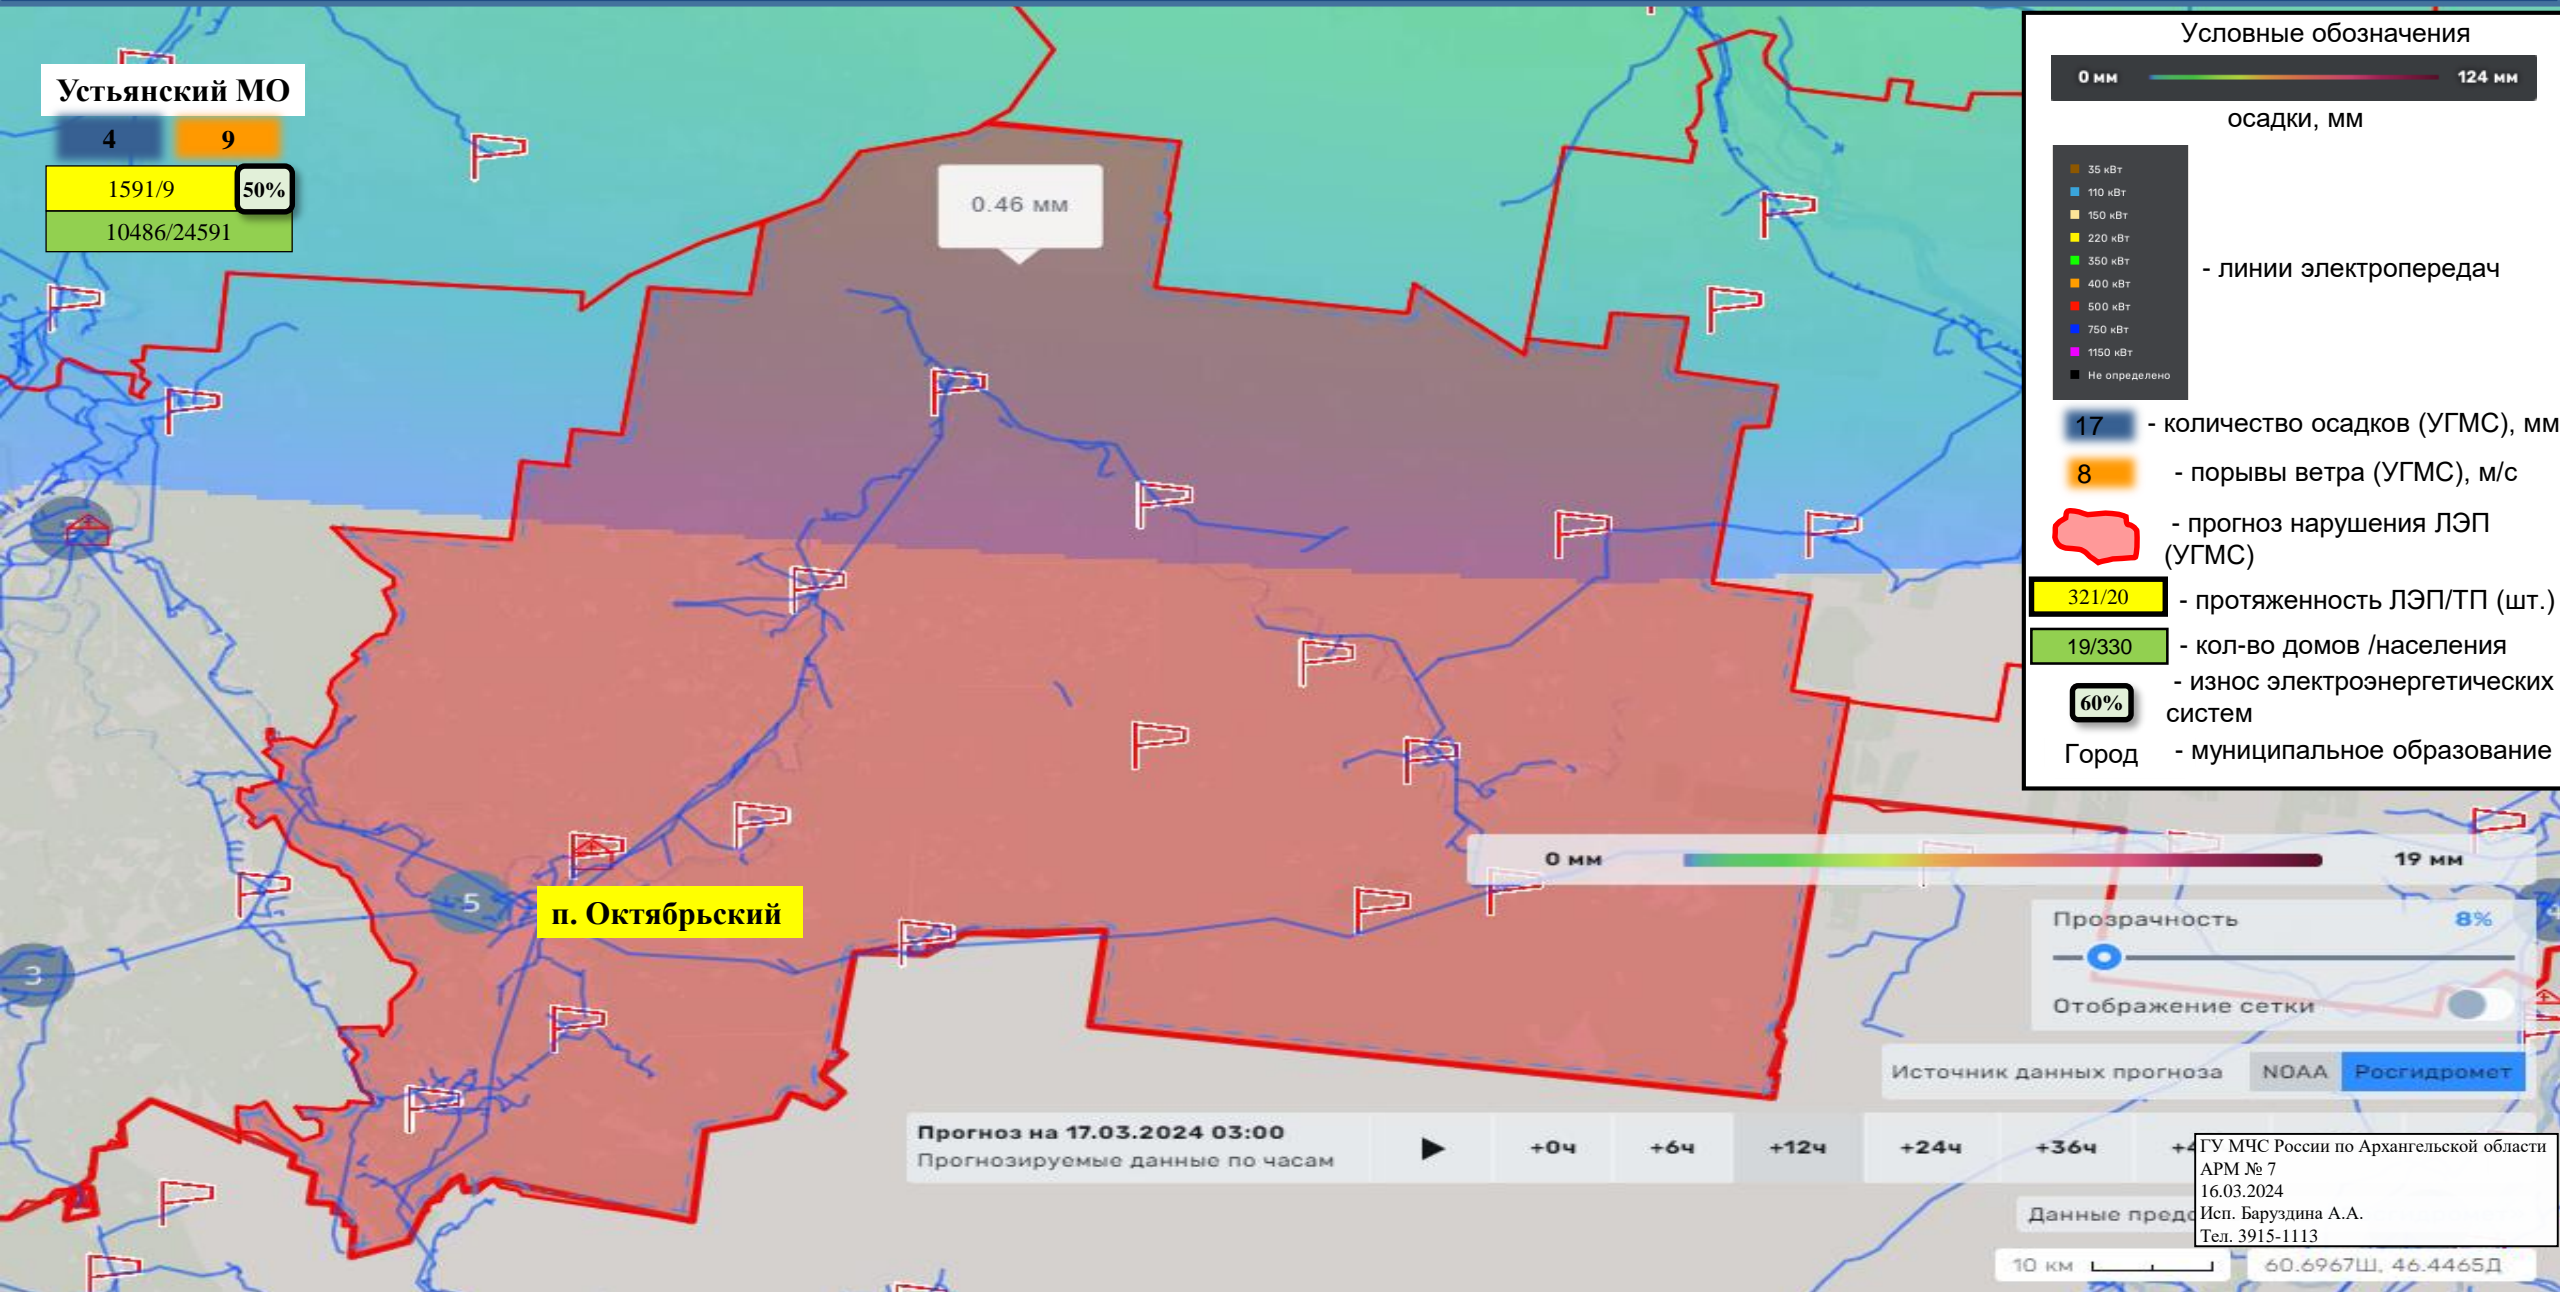 Устьянский МО
4 9
1591/9 50%
10486/24591
0.46 мм
Условные обозначения
0 мм 124 мм
осадки, мм
35 кВт
110 кВт
150 кВт
220 кВт
350 кВт
400 кВт
500 кВт
750 кВт
1150 кВт
Не определено
- линии электропередач
17 - количество осадков (УГМС), мм
8 - порывы ветра (УГМС), м/с
- прогноз нарушения ЛЭП
(УГМС)
321/20 - протяженность ЛЭП/ТП (шт.)
19/330 - кол-во домов /населения
60% - износ электроэнергетических
систем
Город - муниципальное образование
5
п. Октябрьский
3
0 мм 19 мм
Прозрачность 8%
Отображение сетки
Источник данных прогноза NOAA Росгидромет
Прогноз на 17.03.2024 03:00
Прогнозируемые данные по часам
+0ч +6ч +12ч +24ч +36ч
Данные
ГУ МЧС России по Архангельской области
АРМ № 7
16.03.2024
Исп. Баруздина А.А.
Тел. 3915-1113
10 км
60.6967Ш, 46.4465Д